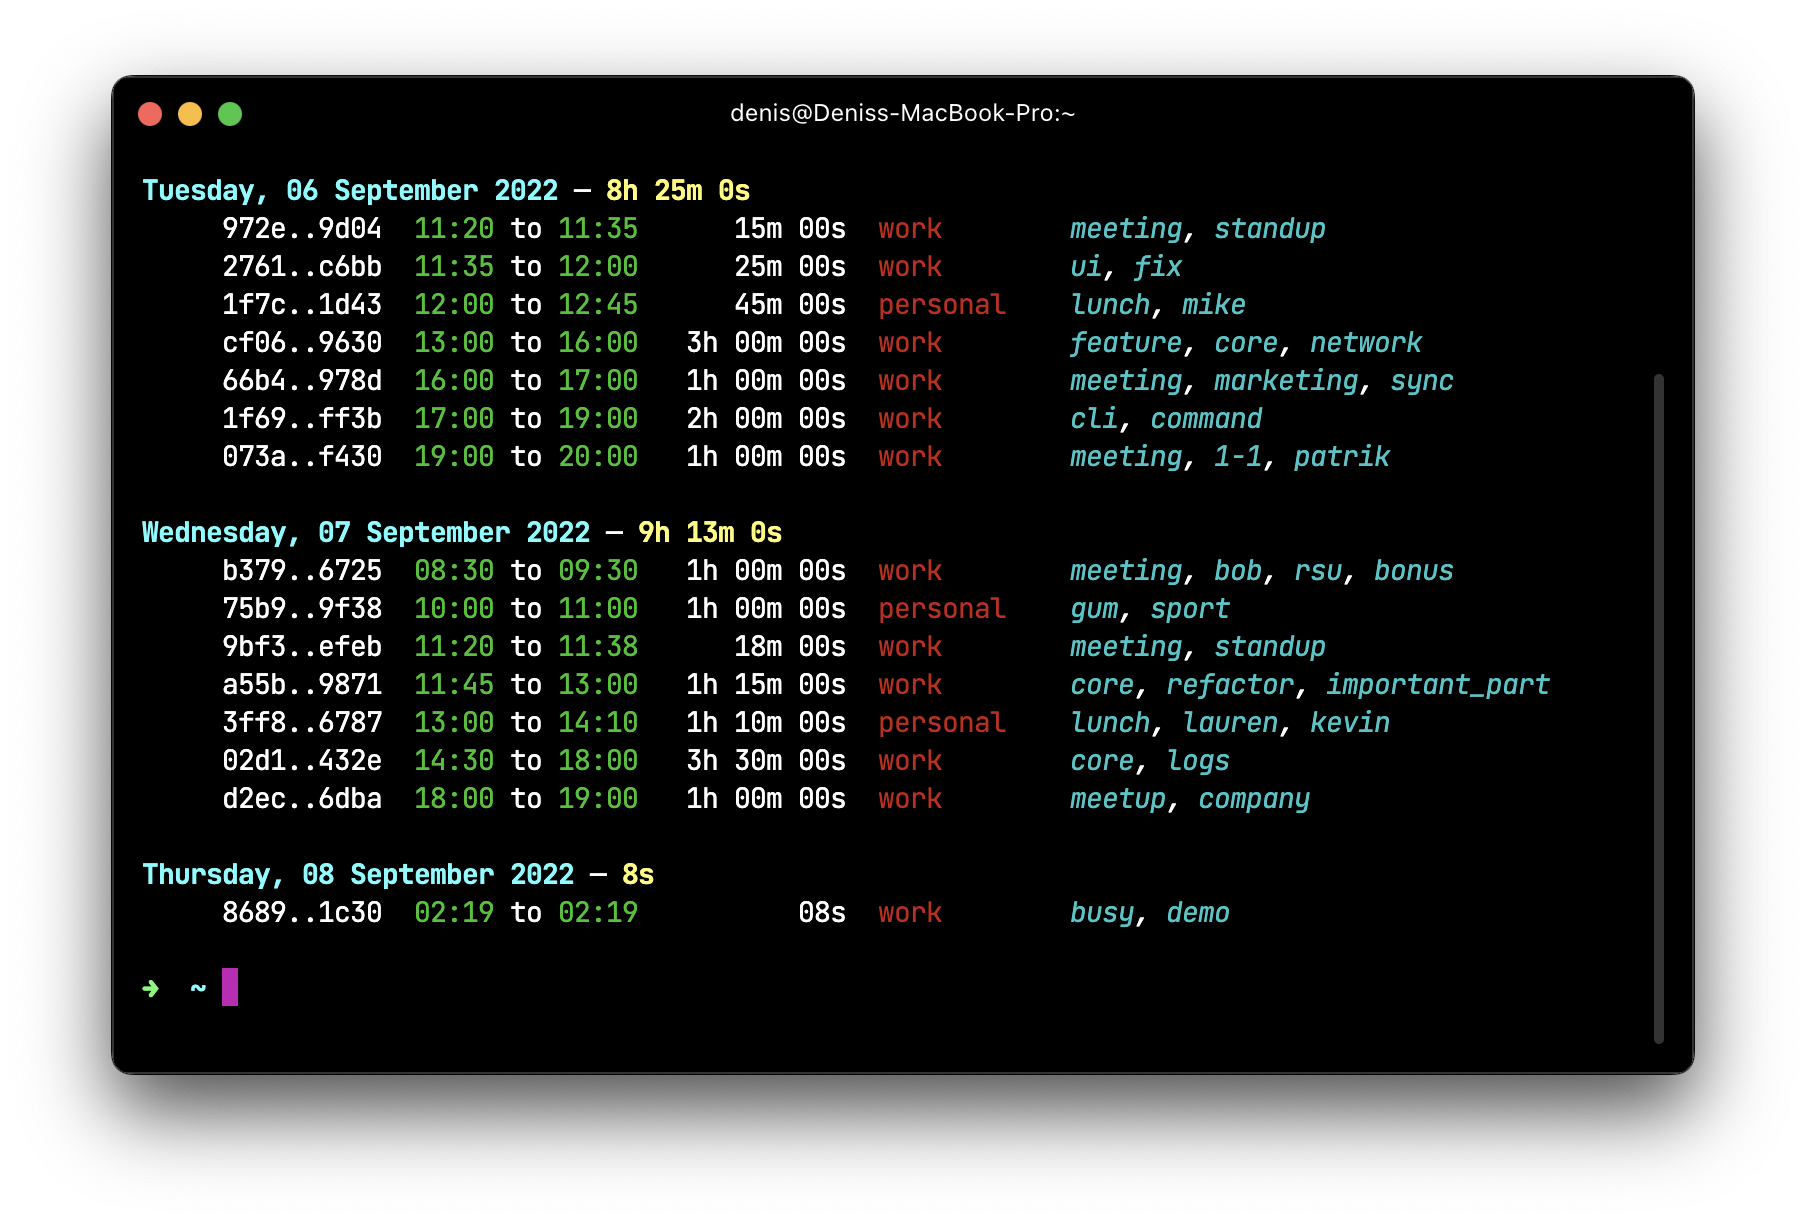 denis@Deniss-MacBook-Pro:~
Tuesday, 06 September 2022 — 8h 25m 0s
972e..9d04 11:20 to 11:35 15m 00s work meeting, standup
2761..c6bb 11:35 to 12:00 25m 00s work ui, fix
1f7c..1d43 12:00 to 12:45 45m 00s personal lunch, mike
cf06..9630 13:00 to 16:00 3h 00m 00s work feature, core, network
66b4..978d 16:00 to 17:00 1h 00m 00s work meeting, marketing, sync
1f69..ff3b 17:00 to 19:00 2h 00m 00s work cli, command
073a..f430 19:00 to 20:00 1h 00m 00s work meeting, 1-1, patrik
Wednesday, 07 September 2022 — 9h 13m 0s
b379..6725 08:30 to 09:30 1h 00m 00s work meeting, bob, rsu, bonus
75b9..9f38 10:00 to 11:00 1h 00m 00s personal gum, sport
9bf3..efeb 11:20 to 11:38 18m 00s work meeting, standup
a55b..9871 11:45 to 13:00 1h 15m 00s work core, refactor, important_part
3ff8..6787 13:00 to 14:10 1h 10m 00s personal lunch, lauren, kevin
02d1..432e 14:30 to 18:00 3h 30m 00s work core, logs
d2ec..6dba 18:00 to 19:00 1h 00m 00s work meetup, company
Thursday, 08 September 2022 — 8s
8689..1c30 02:19 to 02:19 08s work busy, demo
➜ ~